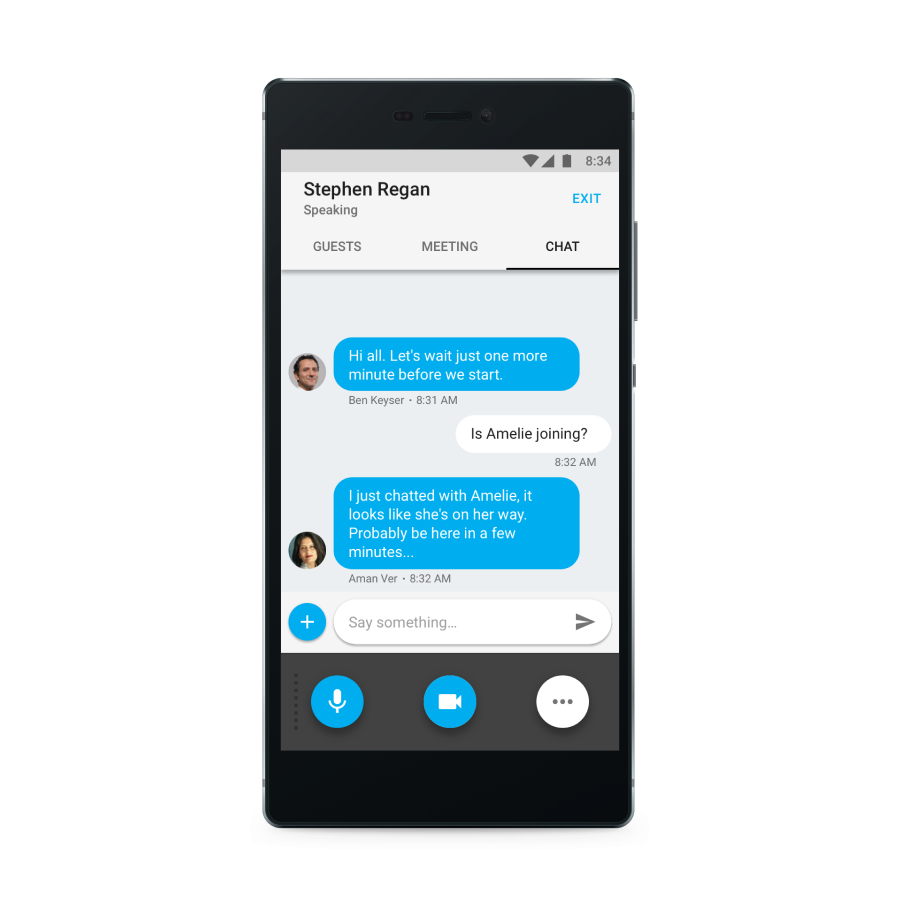 8:34
Stephen Regan
EXIT
Speaking
GUESTS MEETING CHAT
Hi all. Let's wait just one more
minute before we start.
Ben Keyser • 8:31 AM
Is Amelie joining?
8:32 AM
I just chatted with Amelie, it
looks like she's on her way.
Probably be here in a few
minutes...
Aman Ver • 8:32 AM
Say something...